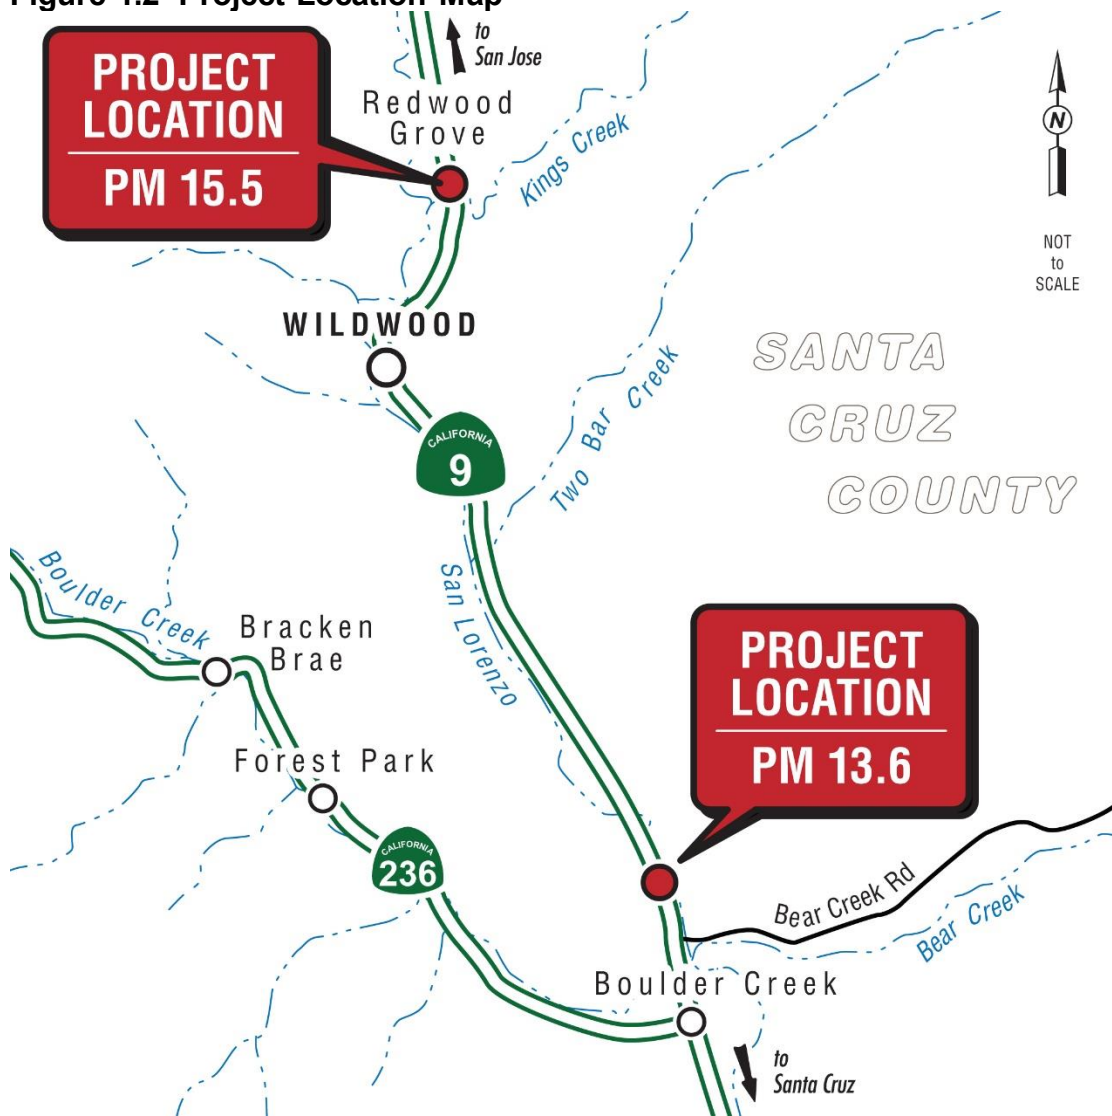 Figure 1.2 Project Location Map
to
San Jose
PROJECT
LOCATION
PM 15.5
Redwood
Grove
Kings Creek
N
NOT
to
SCALE
WILDWOOD
SANTA
CRUZ
COUNTY
Two Bar Creek
CALIFORNIA
9
San Lorenzo
Boulder Creek
Bracken
Brae
PROJECT
LOCATION
PM 13.6
Forest Park
CALIFORNIA
236
Bear Creek Rd
Bear Creek
Boulder Creek
to
Santa Cruz